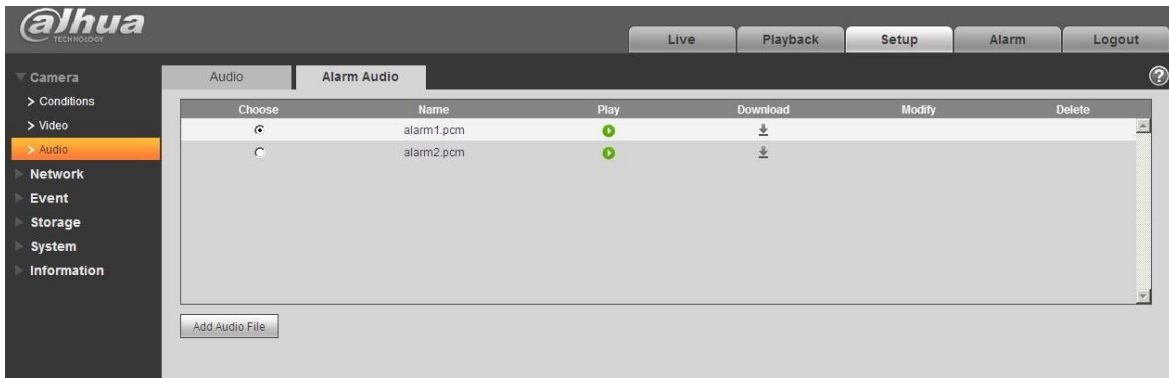 alhua
TECHNOLOGY
Live Playback Setup Alarm Logout
Camera
> Conditions
> Video
> Audio
Network
Event
Storage
System
Information
Audio Alarm Audio
?
Choose Name Play Download Modify Delete
alarm1.pcm
alarm2.pcm
Add Audio File